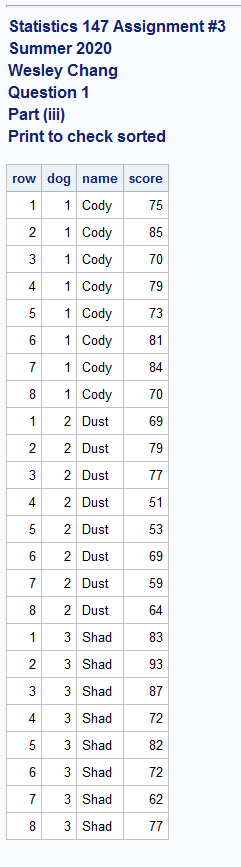 Statistics 147 Assignment #3
Summer 2020
Wesley Chang
Question 1
Part (iii)
Print to check sorted
row dog name score
1 1 Cody 75
2 1 Cody 85
3 1 Cody 70
4 1 Cody 79
5 1 Cody 73
6 1 Cody 81
7 1 Cody 84
8 1 Cody 70
1 2 Dust 69
2 2 Dust 79
3 2 Dust 77
4 2 Dust 51
5 2 Dust 53
6 2 Dust 69
7 2 Dust 59
8 2 Dust 64
1 3 Shad 83
2 3 Shad 93
3 3 Shad 87
4 3 Shad 72
5 3 Shad 82
6 3 Shad 72
7 3 Shad 62
8 3 Shad 77